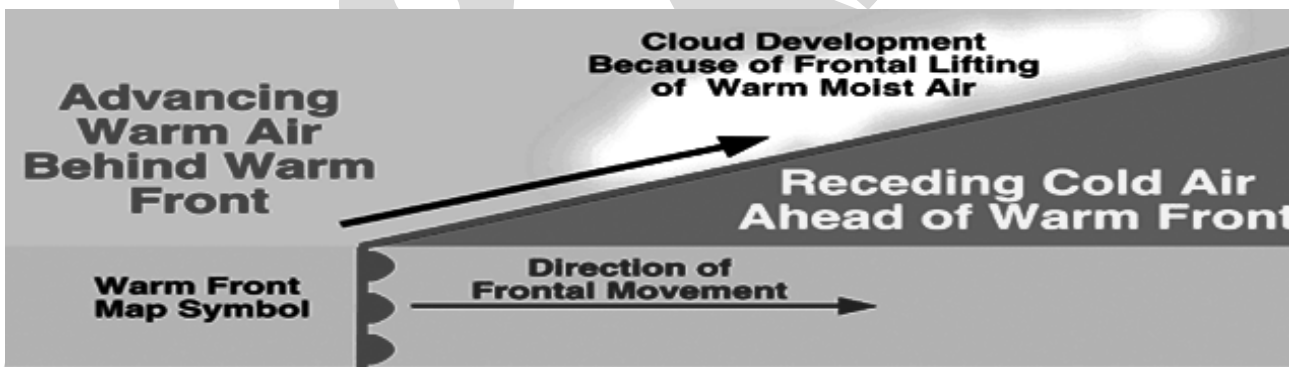 Cloud Development
Because of Frontal Lifting
of Warm Moist Air
Advancing
Warm Air
Behind Warm
Front
Receding Cold Air
Ahead of Warm Front
Warm Front
Map Symbol
Direction of
Frontal Movement